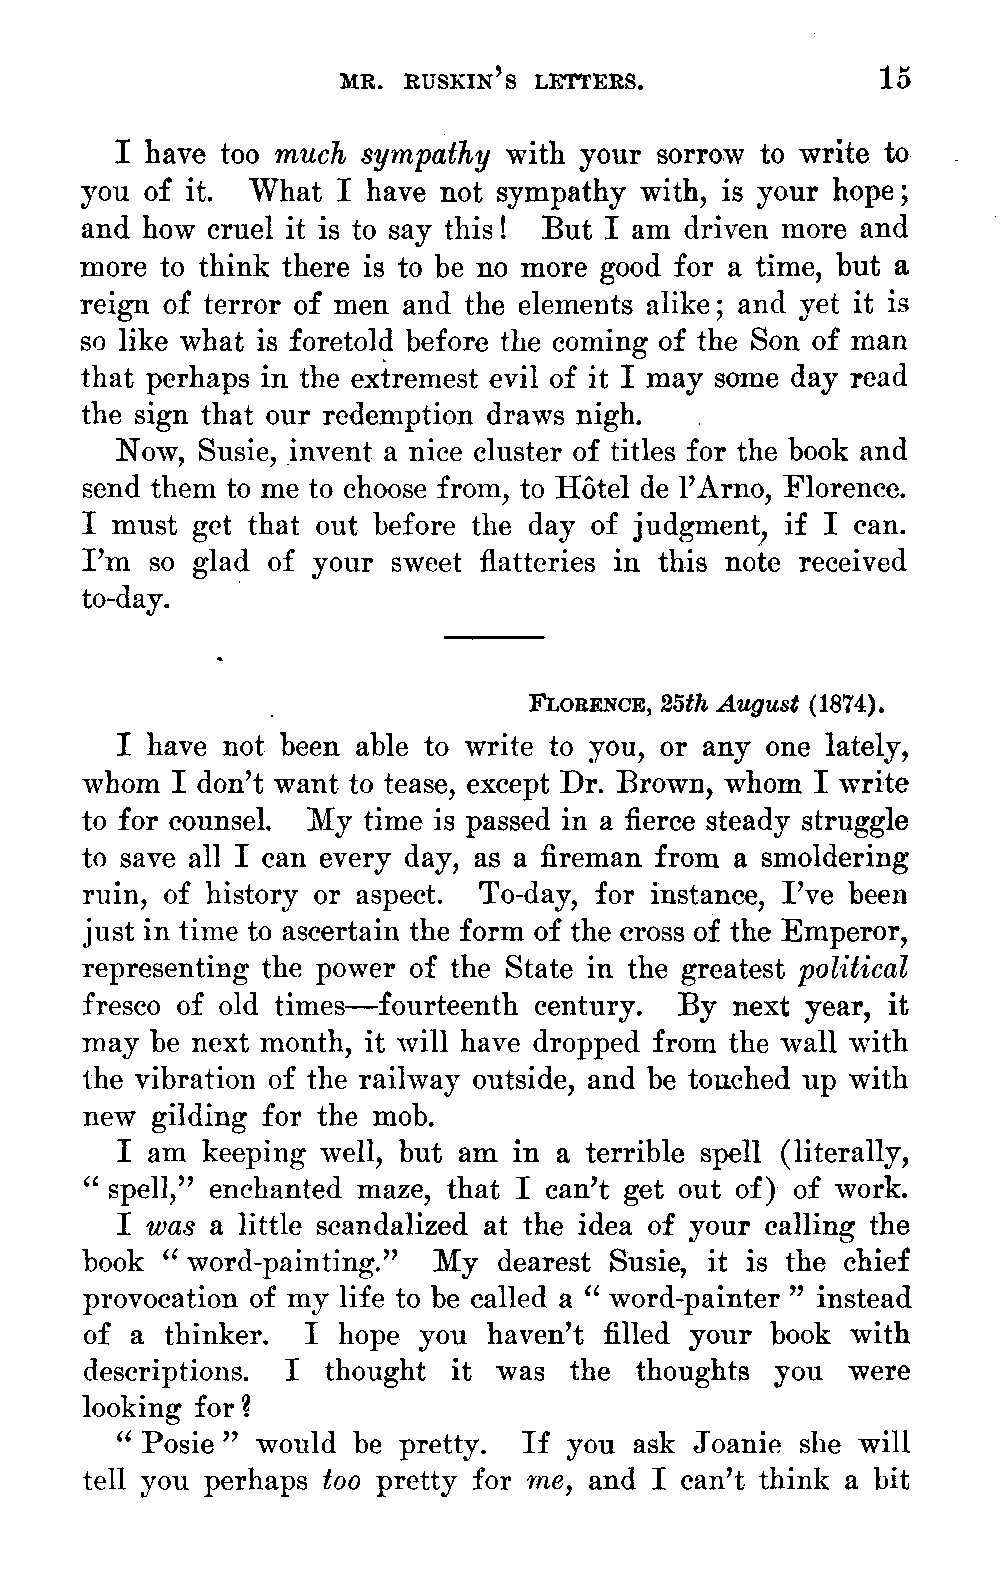 MR. RUSKIN'S LETTERS. 15
I have too much sympathy with your sorrow to write to
you of it. What I have not sympathy with, is your hope;
and how cruel it is to say this! But I am driven more and
more to think there is to be no more good for a time, but a
reign of terror of men and the elements alike; and yet it is
so like what is foretold before the coming of the Son of man
that perhaps in the extremest evil of it I may some day read
the sign that our redemption draws nigh.
Now, Susie, invent a nice cluster of titles for the book and
send them to me to choose from, to Hôtel de l'Arno, Florence.
I must get that out before the day of judgment, if I can.
I'm so glad of your sweet flatteries in this note received
to-day.
FLORENCE, 25th August (1874).
I have not been able to write to you, or any one lately,
whom I don't want to tease, except Dr. Brown, whom I write
to for counsel. My time is passed in a fierce steady struggle
to save all I can every day, as a fireman from a smoldering
ruin, of history or aspect. To-day, for instance, I've been
just in time to ascertain the form of the cross of the Emperor,
representing the power of the State in the greatest political
fresco of old times—fourteenth century. By next year, it
may be next month, it will have dropped from the wall with
the vibration of the railway outside, and be touched up with
new gilding for the mob.
I am keeping well, but am in a terrible spell (literally,
"spell," enchanted maze, that I can't get out of) of work.
I was a little scandalized at the idea of your calling the
book "word-painting." My dearest Susie, it is the chief
provocation of my life to be called a "word-painter" instead
of a thinker. I hope you haven't filled your book with
descriptions. I thought it was the thoughts you were
looking for?
"Posie" would be pretty. If you ask Joanie she will
tell you perhaps too pretty for me, and I can't think a bit